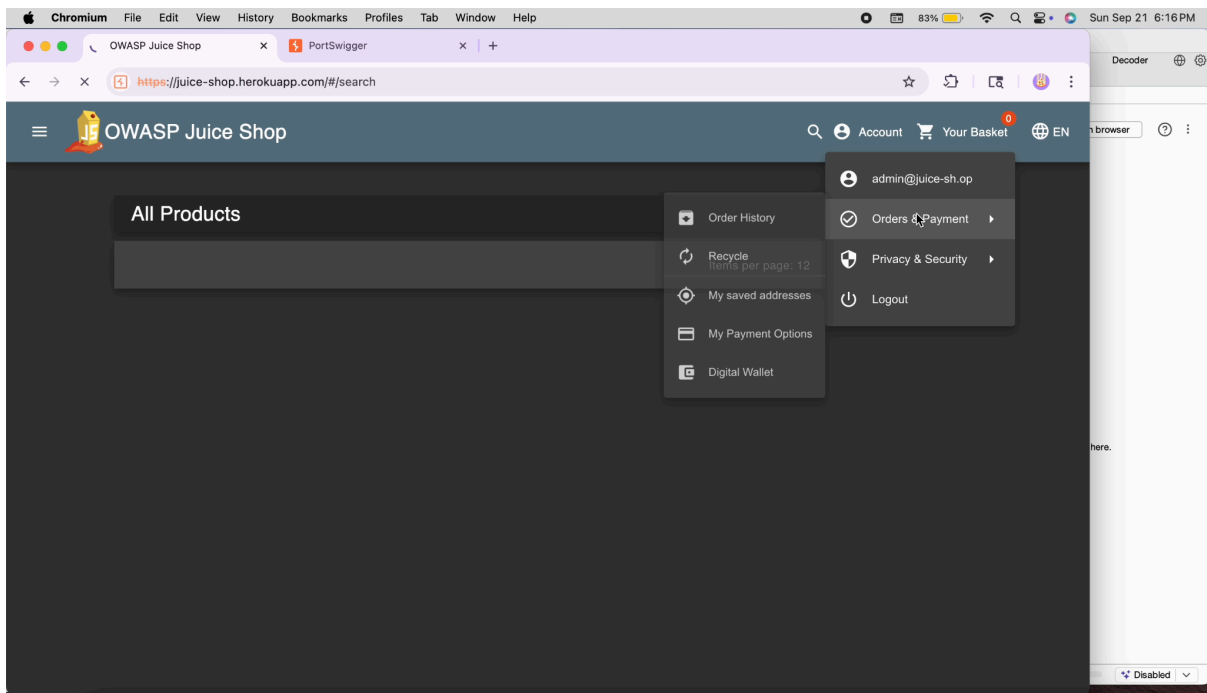 Chromium File Edit View History Bookmarks Profiles Tab Window Help 83% Sun Sep 21 6:16 PM
OWASP Juice Shop PortSwigger
Decoder
https://juice-shop.herokuapp.com/#/search
OWASP Juice Shop Account Your Basket 0 EN
browser
admin@juice-sh.op
All Products
Order History Orders & Payment
Recycle Privacy & Security
Items per page: 12
My saved addresses Logout
My Payment Options
Digital Wallet
here.
Disabled